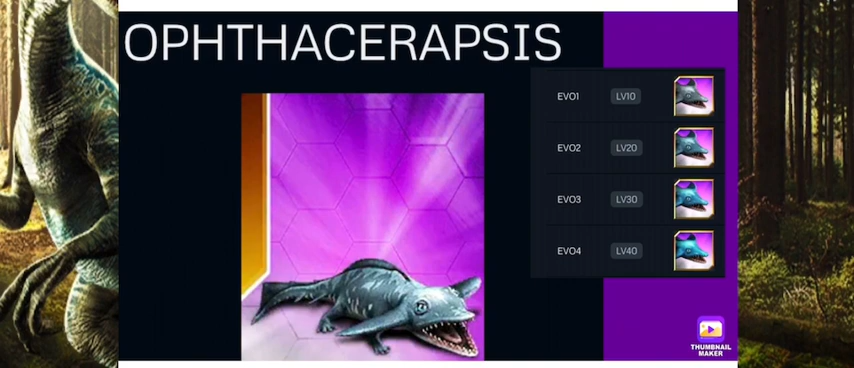 OPHTHACERAPSIS
EVO1 LV10
EVO2 LV20
EVO3 LV30
EVO4 LV40
THUMBNAIL
MAKER